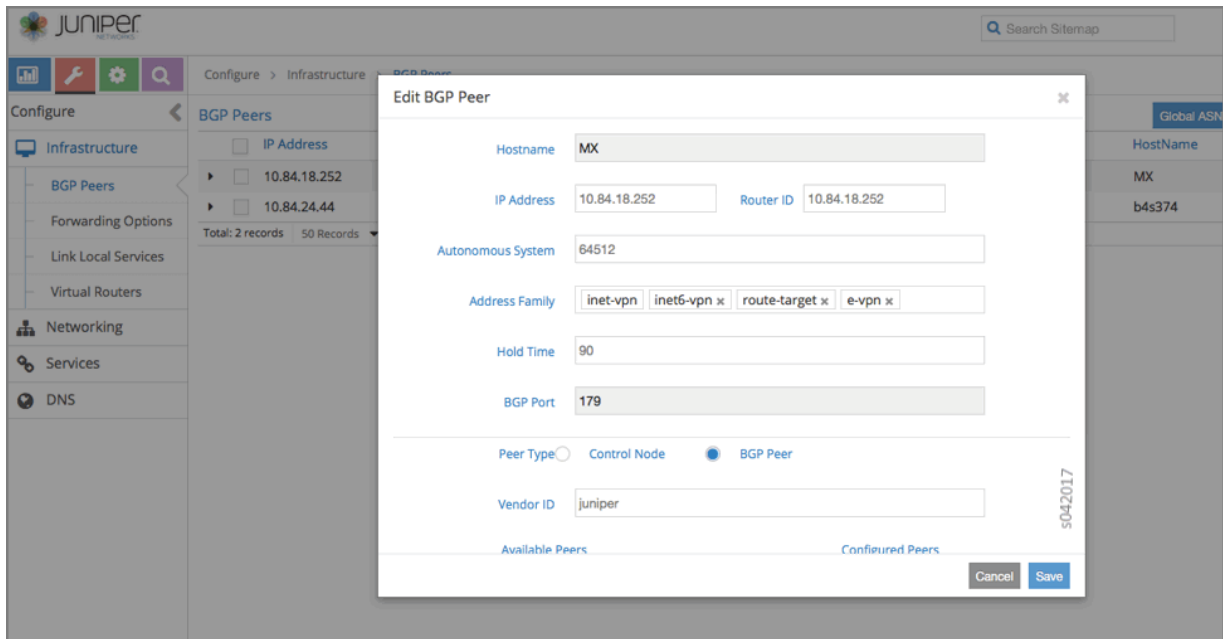 JUNIPER
NETWORKS
Search Sitemap
Configure > Infrastructure > BGP Peers
Configure
BGP Peers
Global ASN
IP Address
HostName
Infrastructure
10.84.18.252
MX
BGP Peers
10.84.24.44
b4s374
Forwarding Options
Total: 2 records 50 Records
Link Local Services
Virtual Routers
Networking
Services
DNS
Edit BGP Peer
Hostname MX
IP Address 10.84.18.252 Router ID 10.84.18.252
Autonomous System 64512
Address Family inet-vpn inet6-vpn x route-target x e-vpn x
Hold Time 90
BGP Port 179
Peer Type Control Node BGP Peer
Vendor ID juniper
Available Peers Configured Peers
Cancel Save
s042017